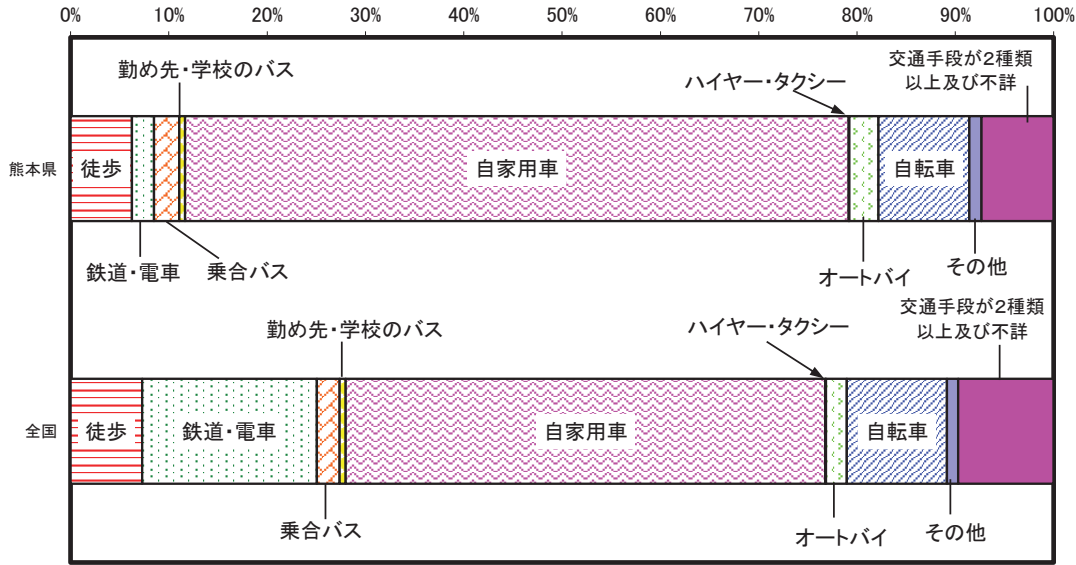 0% 10% 20% 30% 40% 50% 60% 70% 80% 90% 100%
勤め先・学校のバス
ハイヤー・タクシー
交通手段が2種類
以上及び不詳
熊本県
徒歩
自家用車
自転車
鉄道・電車
乗合バス
オートバイ
その他
勤め先・学校のバス
ハイヤー・タクシー
交通手段が2種類
以上及び不詳
全国
徒歩
鉄道・電車
自家用車
自転車
乗合バス
オートバイ
その他